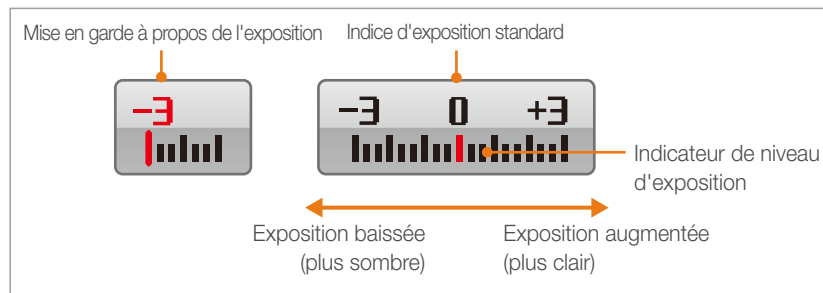 Mise en garde à propos de l'exposition
Indice d'exposition standard
-3
-3 0 +3
Indicateur de niveau
d'exposition
Exposition baissée
(plus sombre)
Exposition augmentée
(plus clair)